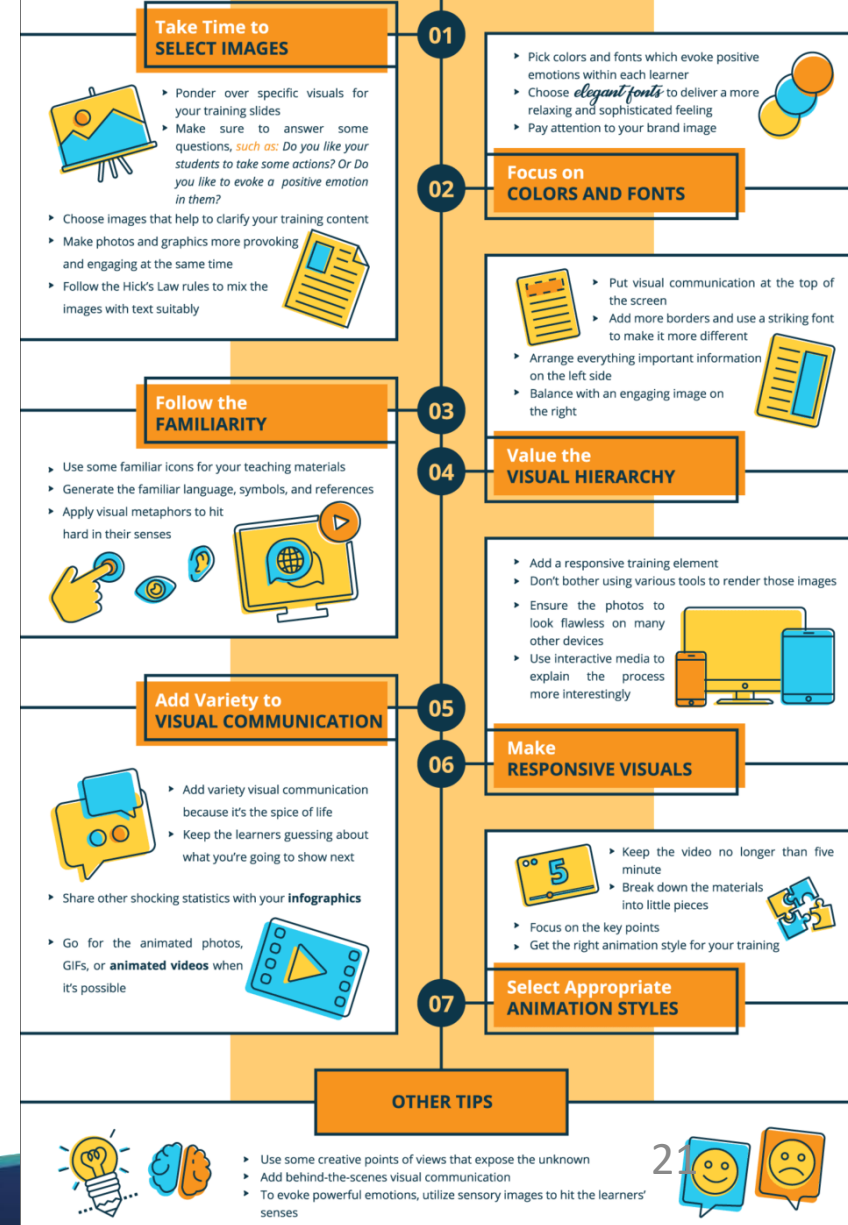 Take Time to
SELECT IMAGES
01
Ponder over specific visuals for
your training slides
Make sure to answer some
questions, such as: Do you like your
students to take some actions? Or Do
you like to evoke a positive emotion
in them?
Choose images that help to clarify your training content
Make photos and graphics more provoking
and engaging at the same time
Follow the Hick's Law rules to mix the
images with text suitably
Pick colors and fonts which evoke positive
emotions within each learner
Choose elegant fonts to deliver a more
relaxing and sophisticated feeling
Pay attention to your brand image
02
Focus on
COLORS AND FONTS
Follow the
FAMILIARITY
03
Use some familiar icons for your teaching materials
Generate the familiar language, symbols, and references
Apply visual metaphors to hit
hard in their senses
Put visual communication at the top of
the screen
Add more borders and use a striking font
to make it more different
Arrange everything important information
on the left side
Balance with an engaging image on
the right
04
Value the
VISUAL HIERARCHY
Add Variety to
VISUAL COMMUNICATION
05
Add variety visual communication
because it's the spice of life
Keep the learners guessing about
what you're going to show next
Share other shocking statistics with your infographics
Go for the animated photos,
GIFs, or animated videos when
it's possible
Add a responsive training element
Don't bother using various tools to render those images
Ensure the photos to
look flawless on many
other devices
Use interactive media to
explain the process
more interestingly
06
Make
RESPONSIVE VISUALS
5
Keep the video no longer than five
minute
Break down the materials
into little pieces
Focus on the key points
Get the right animation style for your training
07
Select Appropriate
ANIMATION STYLES
OTHER TIPS
Use some creative points of views that expose the unknown
Add behind-the-scenes visual communication
To evoke powerful emotions, utilize sensory images to hit the learners'
senses
21